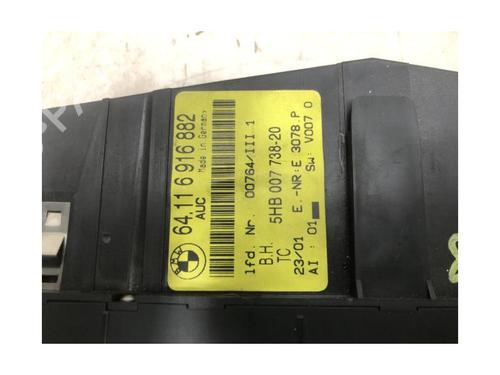 BMW
64.11 6 916 882
AUC Made in Germany
lfd. Nr. 00764/III 1
B.H. 5HB 007 738-20
TC
23/01 E.-NR:E 3078.P
AI : 01 Sw: V007 0